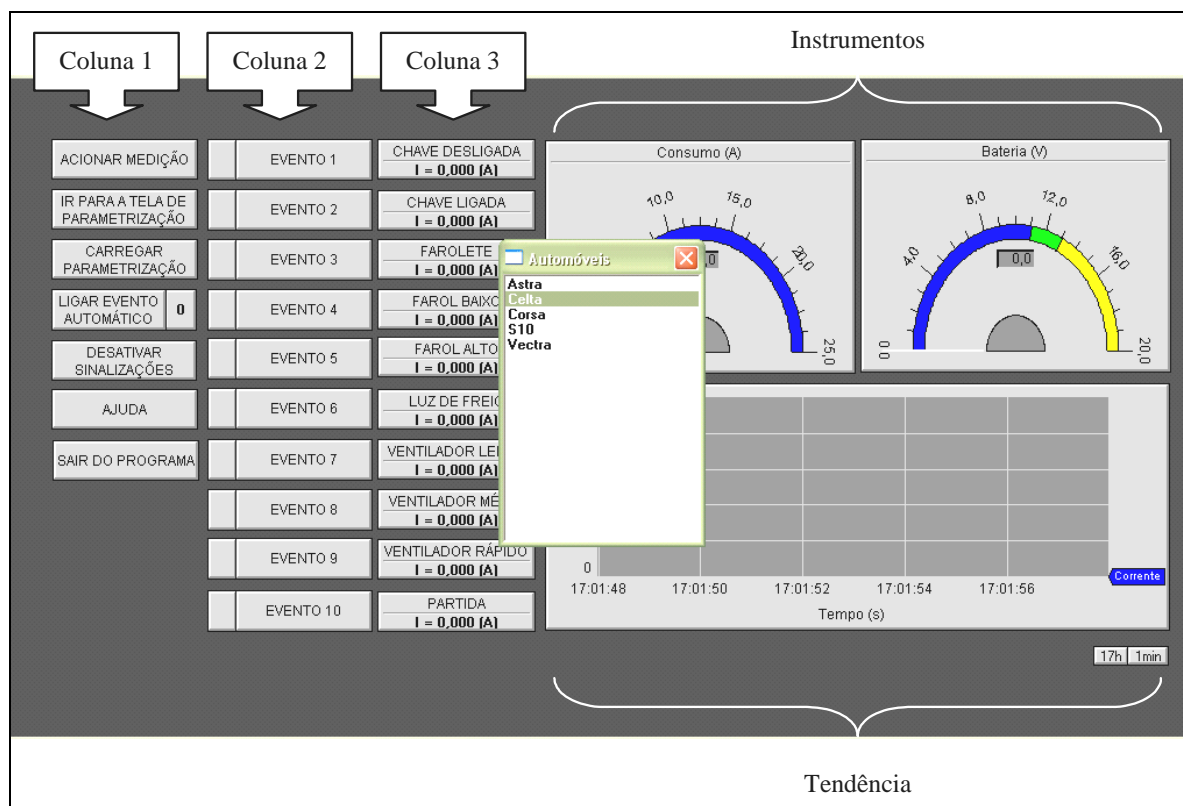 Coluna 1
Coluna 2
Coluna 3
Instrumentos
ACIONAR MEDIÇÃO
IR PARA A TELA DE
PARAMETRIZAÇÃO
CARREGAR
PARAMETRIZAÇÃO
LIGAR EVENTO
AUTOMÁTICO
0
DESATIVAR
SINALIZAÇÕES
AJUDA
SAIR DO PROGRAMA
EVENTO 1
EVENTO 2
EVENTO 3
EVENTO 4
EVENTO 5
EVENTO 6
EVENTO 7
EVENTO 8
EVENTO 9
EVENTO 10
CHAVE DESLIGADA
I = 0,000 (A)
CHAVE LIGADA
I = 0,000 (A)
FAROLETE
I = 0,000 (A)
FAROL BAIXO
I = 0,000 (A)
FAROL ALTO
I = 0,000 (A)
LUZ DE FREIO
I = 0,000 (A)
VENTILADOR
I = 0,000 (A)
VENTILADOR
I = 0,000 (A)
VENTILADOR RÁPIDO
I = 0,000 (A)
PARTIDA
I = 0,000 (A)
Automóveis
Astra
Celta
Corsa
S10
Vectra
Consumo (A)
10,0
15,0
20,0
25,0
Bateria (V)
0,0
4,0
8,0
12,0
16,0
20,0
0,0
0
17:01:48
17:01:50
17:01:52
17:01:54
17:01:56
Corrente
Tempo (s)
17h
1min
Tendência